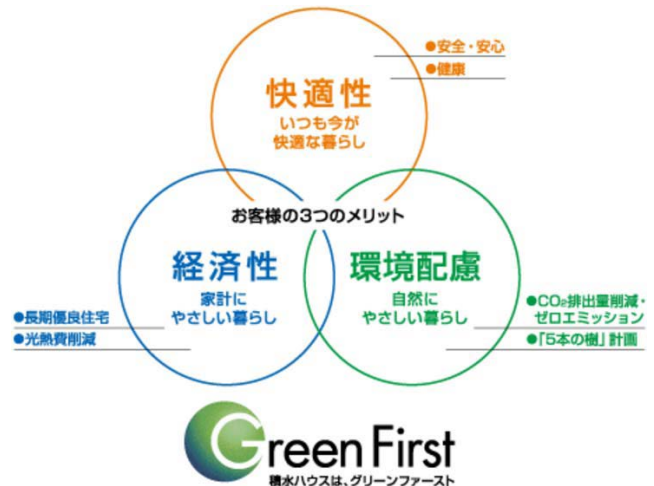 ●安全・安心
●健康
快適性
いつも今が
快適な暮らし
お客様の3つのメリット
経済性
家計に
やさしい暮らし
●長期優良住宅
●光熱費削減
環境配慮
自然に
やさしい暮らし
●CO₂排出量削減・
ゼロエミッション
●「5本の樹」計画
Green First
積水ハウスは、グリーンファースト